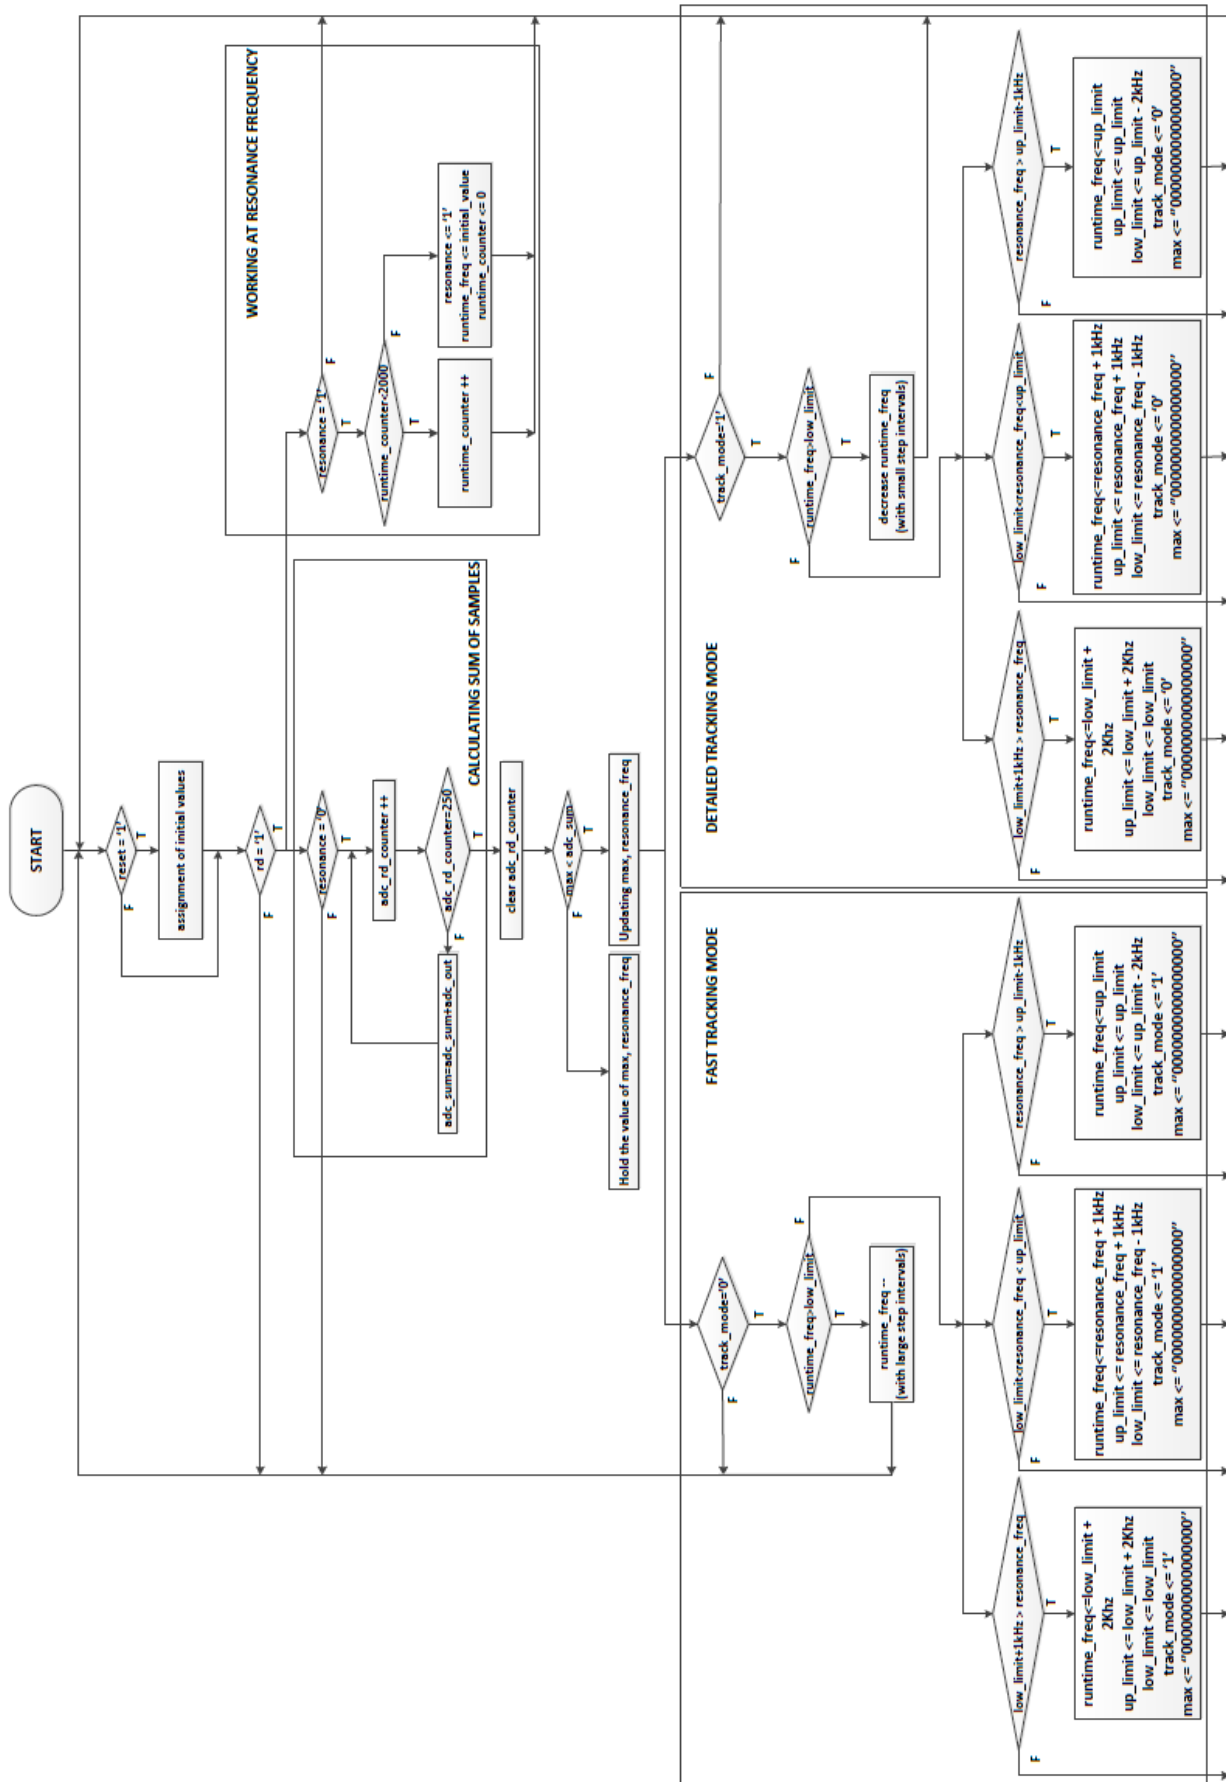 START
reset = '1'
T
F
assignment of initial values
rd = '1'
T
F
WORKING AT RESONANCE FREQUENCY
resonance = '1'
F
T
runtime_counter<2000
F
T
runtime_counter ++
resonance <= '1'
runtime_freq <= initial_value
runtime_counter <= 0
resonance = '0'
T
F
adc_rd_counter ++
adc_rd_counter=250
T
F
adc_sum=adc_sum+adc_out
CALCULATING SUM OF SAMPLES
clear adc_rd_counter
max < adc_sum
T
F
Hold the value of max, resonance_freq
Updating max, resonance_freq
FAST TRACKING MODE
track_mode='0'
F
T
runtime_freq>low_limit
F
T
runtime_freq --
(with large step intervals)
low_limit+1kHz > resonance_freq
F
T
runtime_freq<=low_limit +
2Khz
up_limit <= low_limit + 2Khz
low_limit <= low_limit
track_mode <= '1'
max <= "0000000000000000000"
low_limit<resonance_freq < up_limit
F
T
runtime_freq<=resonance_freq + 1kHz
up_limit <= resonance_freq + 1kHz
low_limit <= resonance_freq - 1kHz
track_mode <= '1'
max <= "0000000000000000000"
resonance_freq > up_limit-1kHz
F
T
runtime_freq<=up_limit
up_limit <= up_limit
low_limit <= up_limit - 2kHz
track_mode <= '1'
max <= "0000000000000000000"
DETAILED TRACKING MODE
track_mode='1'
F
T
runtime_freq>low_limit
F
T
decrease runtime_freq
(with small step intervals)
low_limit+1kHz > resonance_freq
F
T
runtime_freq<=low_limit +
2Khz
up_limit <= low_limit + 2Khz
low_limit <= low_limit
track_mode <= '0'
max <= "0000000000000000000"
low_limit<resonance_freq<up_limit
F
T
runtime_freq<=resonance_freq + 1kHz
up_limit <= resonance_freq + 1kHz
low_limit <= resonance_freq - 1kHz
track_mode <= '0'
max <= "0000000000000000000"
resonance_freq > up_limit-1kHz
F
T
runtime_freq<=up_limit
up_limit <= up_limit
low_limit <= up_limit - 2kHz
track_mode <= '0'
max <= "0000000000000000000"